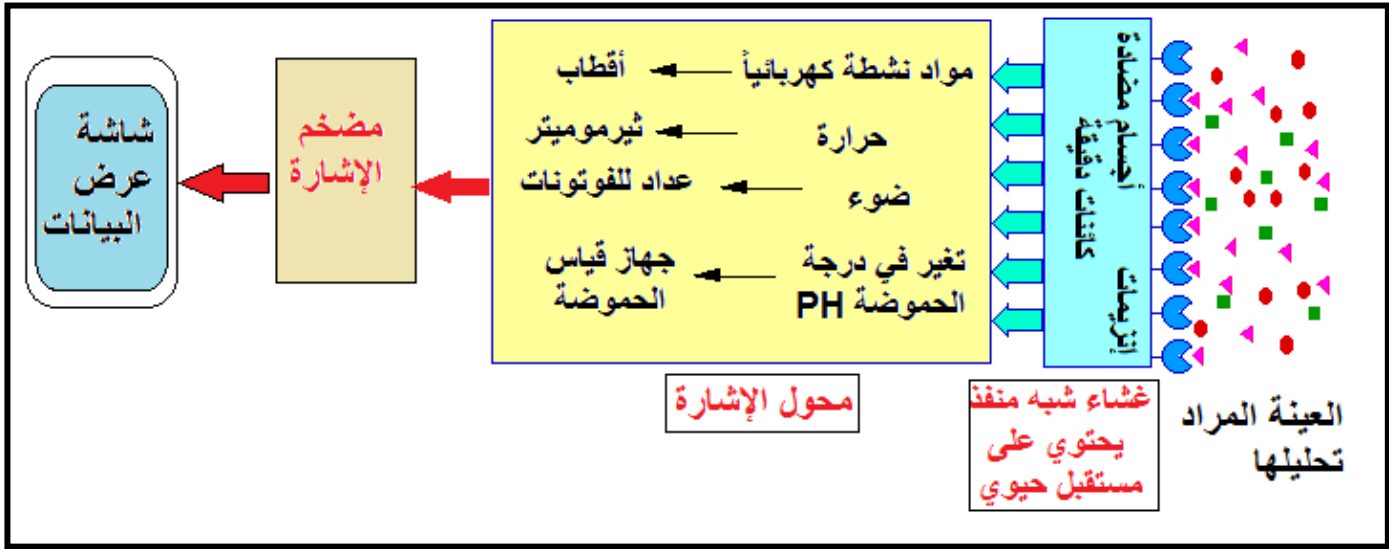 العينة المراد
تحليلها
أجسام مضادة
كائنات دقيقة
إنزيمات
غشاء شبه منفذ
يحتوي على
مستقبل حيوي
مواد نشطة كهربائياً
أقطاب
حرارة
ثيرموميتر
ضوء
عداد للفوتونات
تغير في درجة
الحموضة PH
جهاز قياس
الحموضة
محول الإشارة
مضخم
الإشارة
شاشة
عرض
البيانات